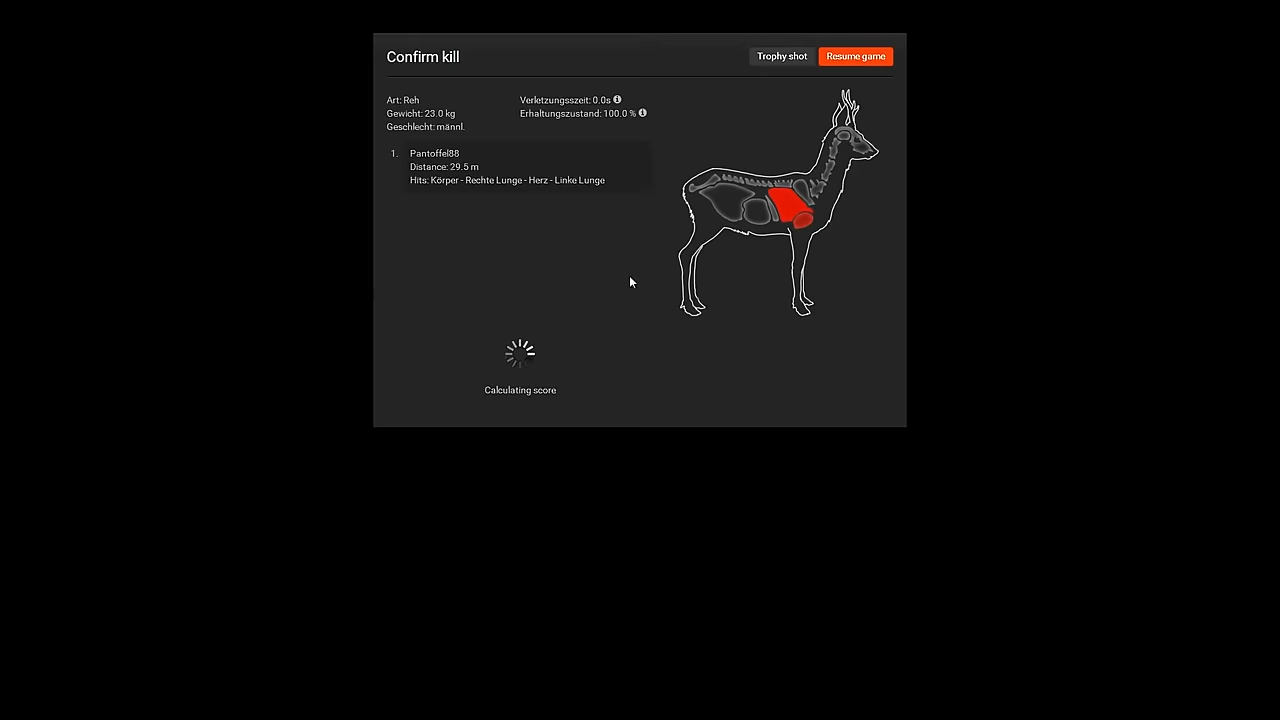 Confirm kill
Trophy shot
Resume game
Art: Reh
Gewicht: 23.0 kg
Geschlecht: männl.
Verletzungsszeit: 0.0s
Erhaltungszustand: 100.0 %
1. Pantoffel88
Distance: 29.5 m
Hits: Körper - Rechte Lunge - Herz - Linke Lunge
Calculating score